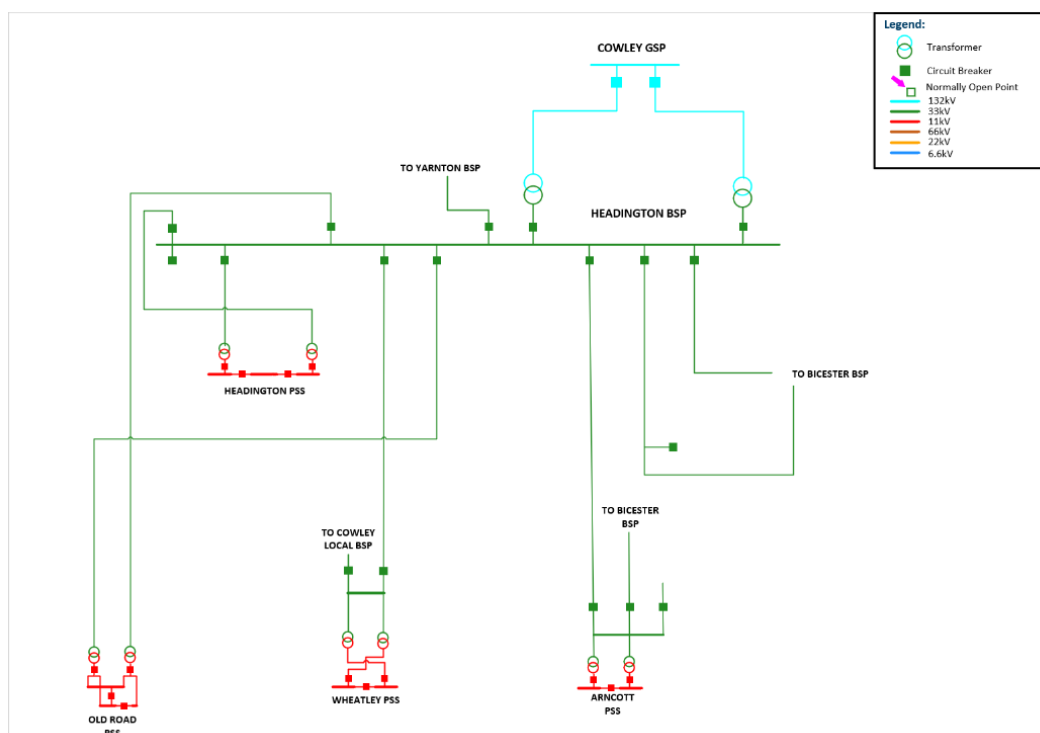 Legend:
Transformer
Circuit Breaker
Normally Open Point
132kV
33kV
11kV
66kV
22kV
6.6kV
COWLEY GSP
TO YARNTON BSP
HEADINGTON BSP
HEADINGTON PSS
TO BICESTER BSP
TO COWLEY
LOCAL BSP
TO BICESTER
BSP
WHEATLEY PSS
ARNCOTT
PSS
OLD ROAD
PSS